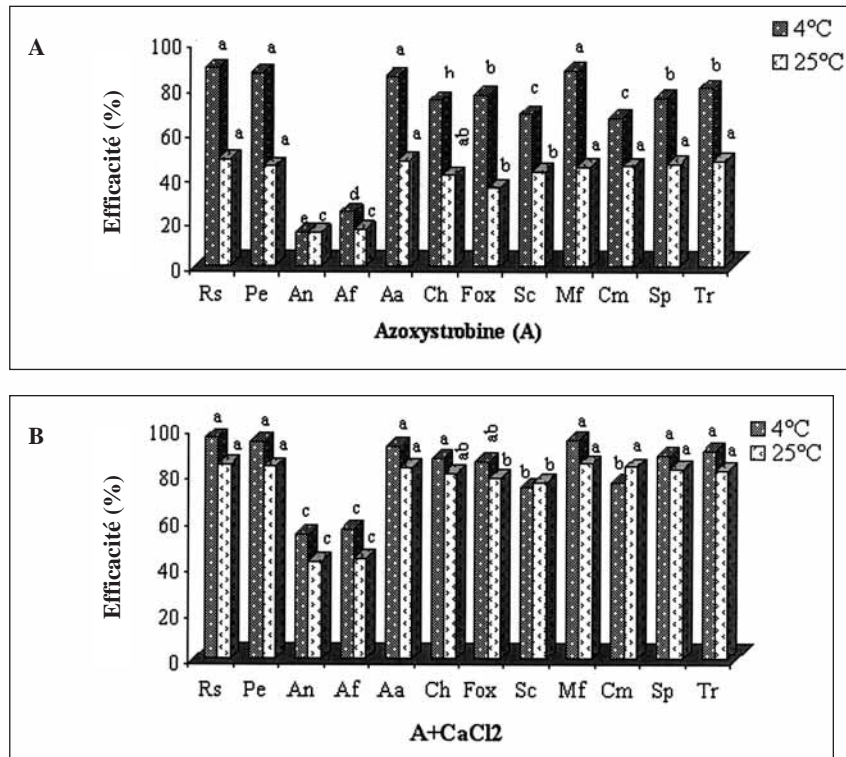 A
Efficacité (%)
100
80
60
40
20
0
4°C
25°C
a a a h b c a c b b
a a e c d c a ab b b a a a a
Rs Pe An Af Aa Ch Fox Sc Mf Cm Sp Tr
Azoxystrobine (A)
B
Efficacité (%)
100
80
60
40
20
0
4°C
25°C
a a c c a a ab b a b a a
a a c c a ab b b a a a a
Rs Pe An Af Aa Ch Fox Sc Mf Cm Sp Tr
A+CaCl2